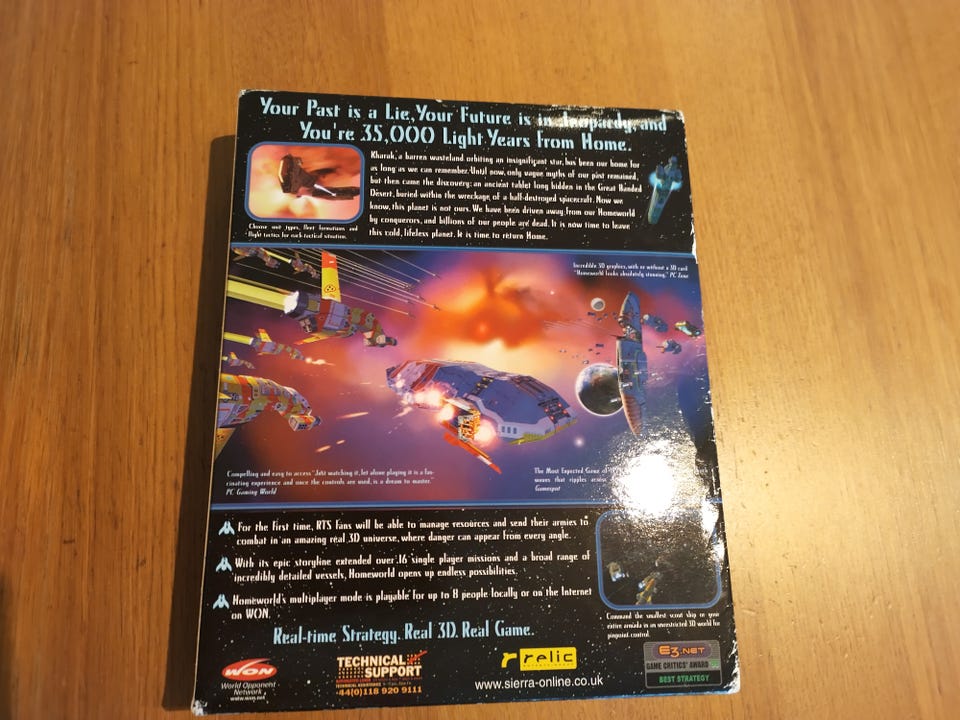 Your Past is a Lie, Your Future is in Jeopardy, and
You're 35,000 Light Years From Home.
Kharak, a barren wasteland orbiting an insignificant star, has been our home for
as long as we can remember. Until now, only vague myths of our past remained,
but then came the discovery: an ancient tablet long hidden in the Great Banded
Desert, buried within the wreckage of a half-destroyed spacecraft. Now we
know, this planet is not ours. We have been driven away from our Homeworld
by conquerors, and billions of our people are dead. It is now time to leave
this cold, lifeless planet. It is time to return Home.
Choose unit types, fleet formations and
flight tactics for each tactical situation.
Incredible 3D graphics, with or without a 3D card
"Homeworld looks absolutely stunning." PC Zone
Compelling and easy to access "Just watching it, let alone playing it is a fas-
cinating experience and once the controls are used, is a dream to master."
PC Gaming World
The Most Expected Game of
means that ripples across
Gamespot
For the first time, RTS Fans will be able to manage resources and send their armies to
combat in an amazing real 3D universe, where danger can appear from every angle.
With its epic storyline extended over 16 single player missions and a broad range of
incredibly detailed vessels, Homeworld opens up endless possibilities.
Homeworld's multiplayer mode is playable for up to 8 people locally or on the Internet
on WON.
Command the smallest scout ship or your
entire armada in an unrestricted 3D world for
pinpoint control.
Real-time Strategy. Real 3D. Real Game.
WON
World Opponent
Network
www.won.net
TECHNICAL
SUPPORT
+44(0)118 920 9111
relic
www.sierra-online.co.uk
E3.NET
GAME CRITICS' AWARD
BEST STRATEGY